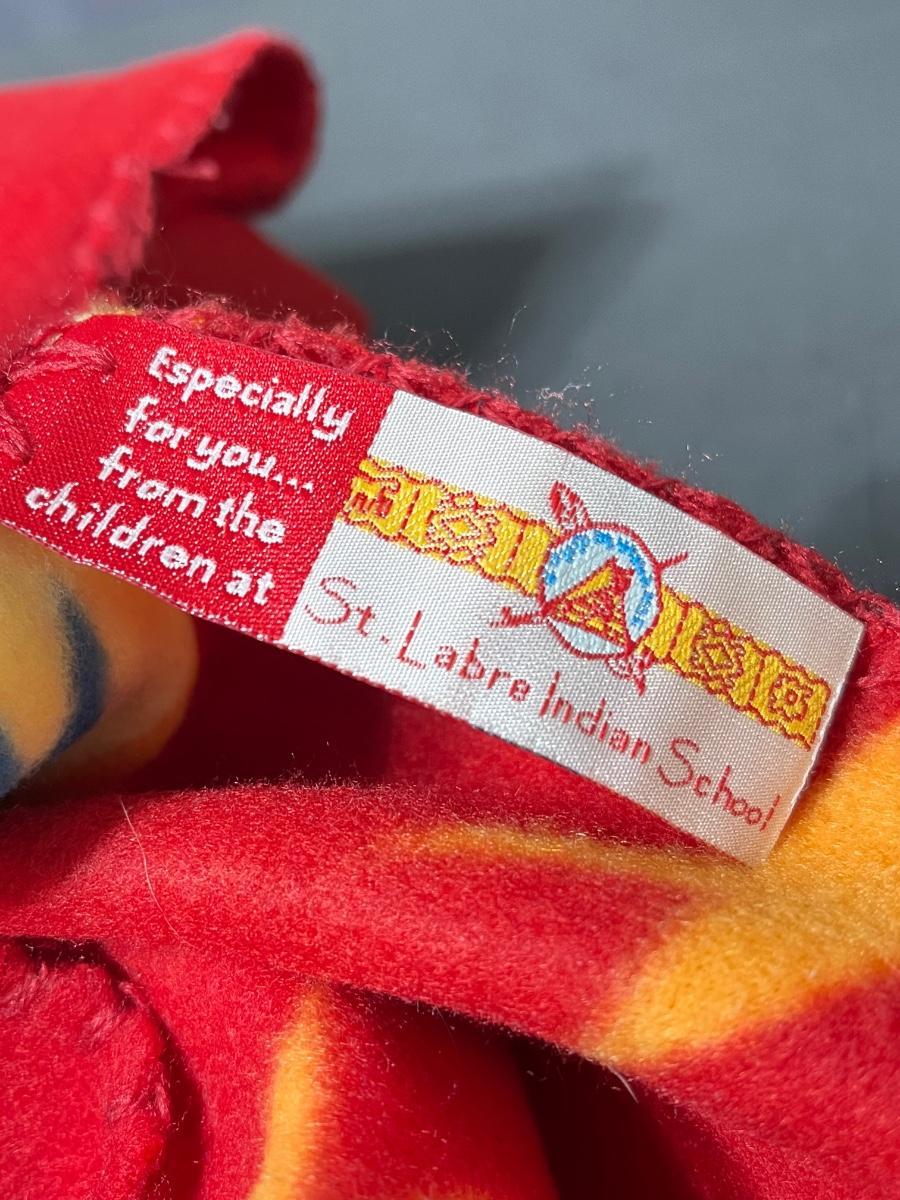 Especially
for you...
from the
children at
St. Labre Indian School